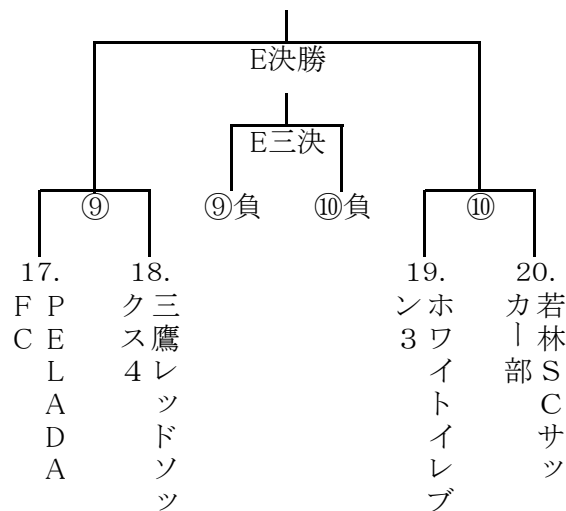 E決勝
E三決
⑨
⑨負
⑩負
⑩
17.
18.
19.
20.
PELADA
FC
三鷹レッドソッ
クス4
ホワイトイレブ
ン3
若林SCサッ
カー部